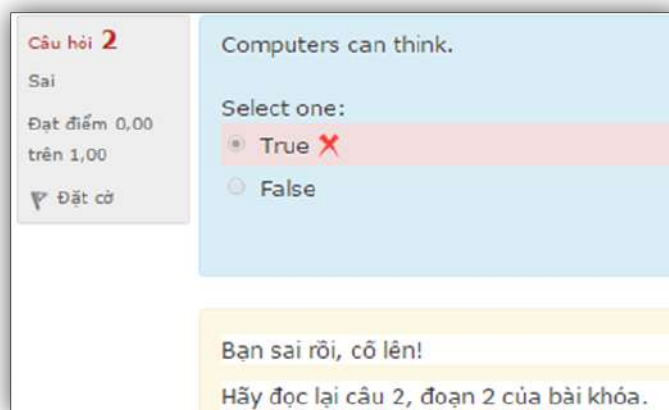 Câu hỏi 2
Sai
Đạt điểm 0,00
trên 1,00
Đặt cờ
Computers can think.
Select one:
True
False
Bạn sai rồi, cố lên!
Hãy đọc lại câu 2, đoạn 2 của bài khóa.